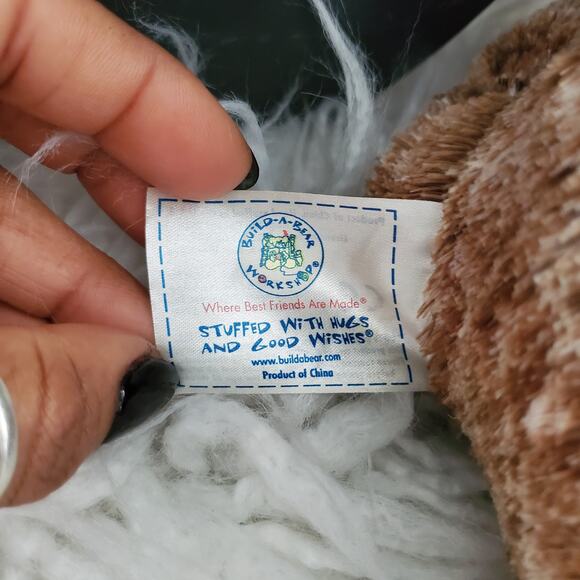 BUILD-A-BEAR
WORKSHOP®
Where Best Friends Are Made®
STUFFED WITH HUGS
AND GOOD WISHES®
www.buildabear.com
Product of China